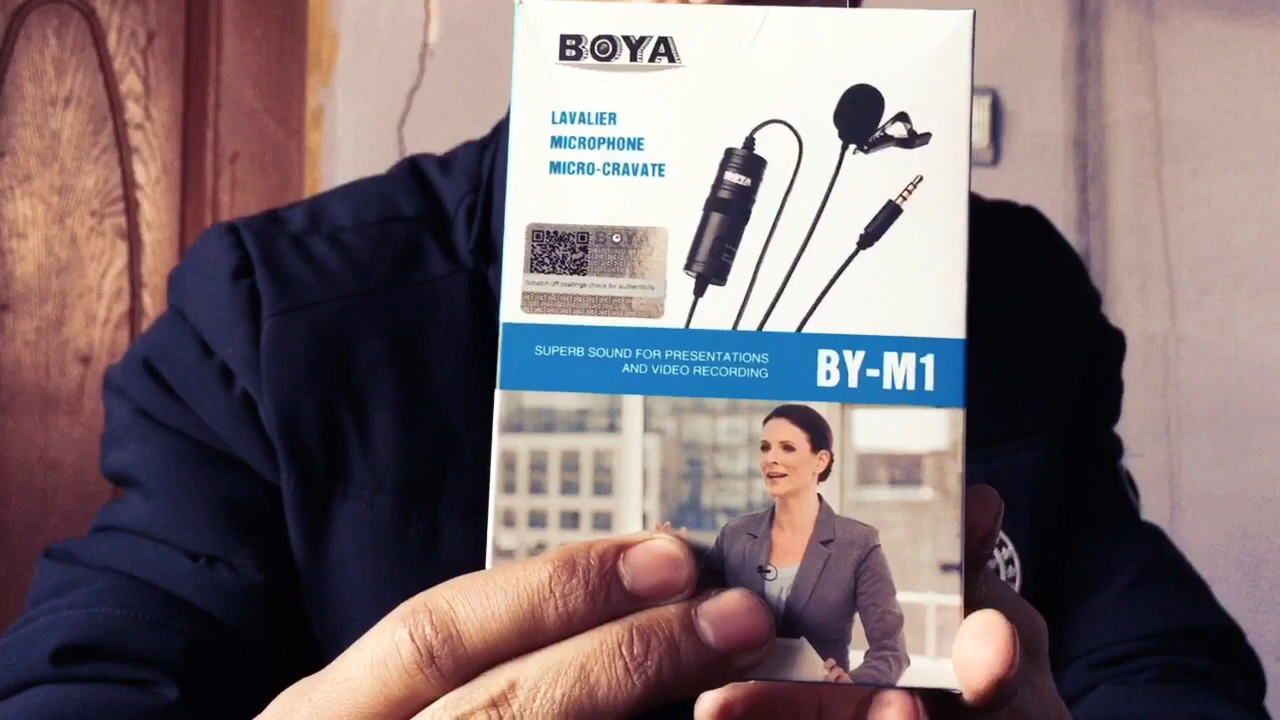 BOYA
LAVALIER
MICROPHONE
MICRO-CRAVATE
BOYA
BOYA
Scratch off coatings check for authenticity
SUPERB SOUND FOR PRESENTATIONS
AND VIDEO RECORDING
BY-M1